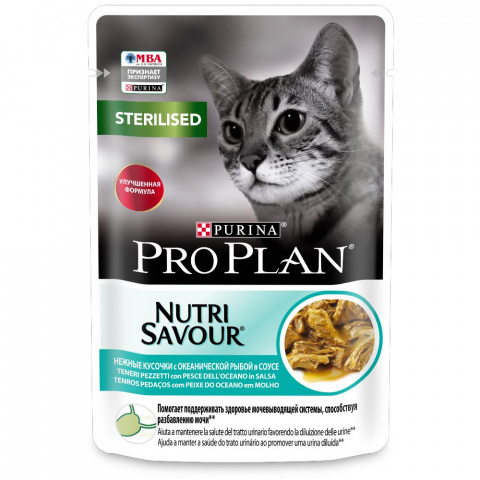 МВА
ПРИЗНАЕТ
ЭКСПЕРТИЗУ
PURINA
STERILISED
УЛУЧШЕННАЯ
ФОРМУЛА
PURINA®
PRO PLAN®
NUTRI
SAVOUR®
НЕЖНЫЕ КУСОЧКИ с ОКЕАНИЧЕСКОЙ РЫБОЙ в СОУСЕ
TENERI PEZZETTI con PESCE DELL'OCEANO in SALSA
TENROS PEDAÇOS com PEIXE DO OCEANO em MOLHO
Помогает поддерживать здоровье мочевыводящей системы, способствуя
разбавлению мочи**
Aiuta a mantenere la salute del tratto urinario favorendo la diluizione delle urine**
Ajuda a manter a saúde do trato urinário ao promover uma urina diluída**